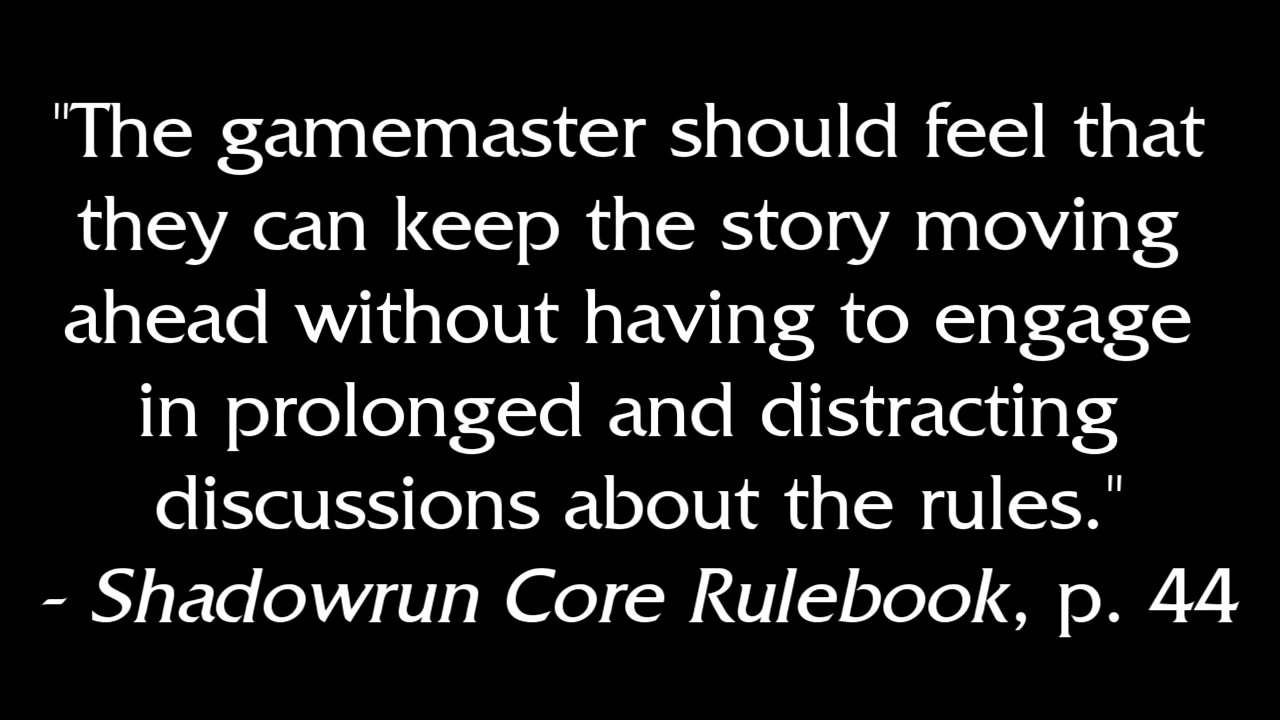 "The gamemaster should feel that
they can keep the story moving
ahead without having to engage
in prolonged and distracting
discussions about the rules."
- Shadowrun Core Rulebook, p. 44